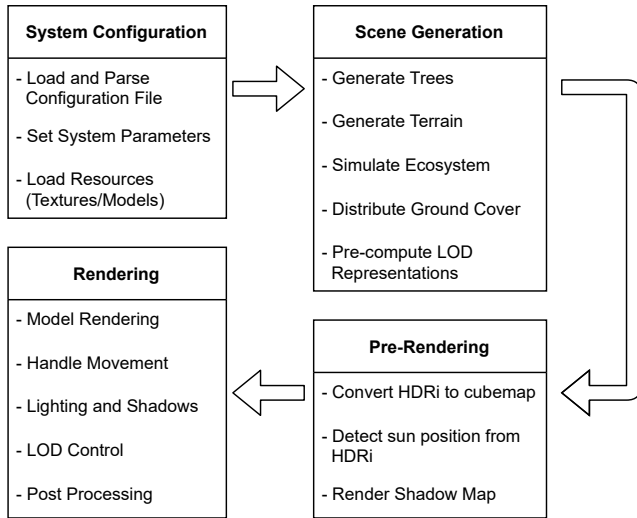 System Configuration
- Load and Parse
Configuration File
- Set System Parameters
- Load Resources
(Textures/Models)
Scene Generation
- Generate Trees
- Generate Terrain
- Simulate Ecosystem
- Distribute Ground Cover
- Pre-compute LOD
Representations
Pre-Rendering
- Convert HDRi to cubemap
- Detect sun position from
HDRi
- Render Shadow Map
Rendering
- Model Rendering
- Handle Movement
- Lighting and Shadows
- LOD Control
- Post Processing